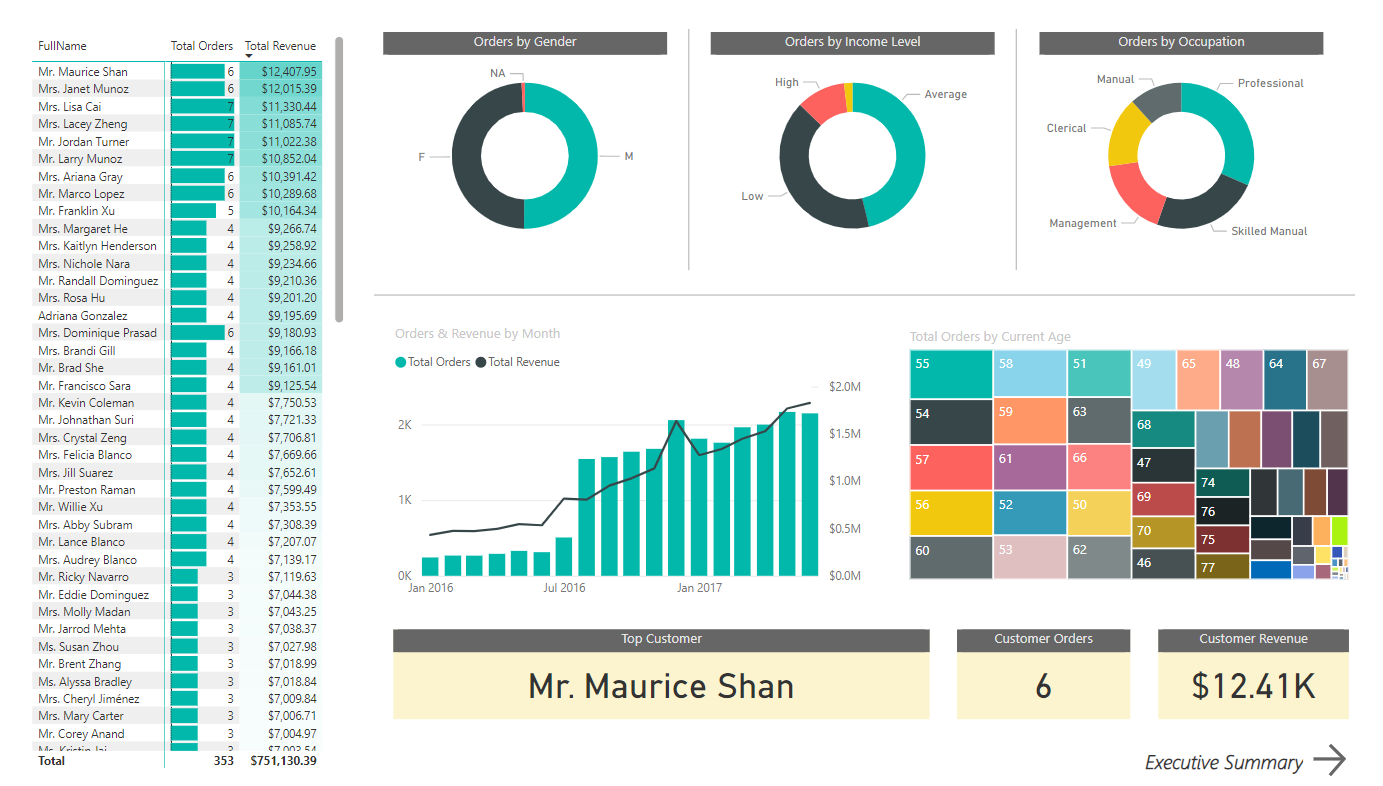 FullName Total Orders Total Revenue
Mr. Maurice Shan 6 $12,407.95
Mrs. Janet Munoz 6 $12,015.39
Mrs. Lisa Cai 7 $11,330.44
Mrs. Lacey Zheng 7 $11,085.74
Mr. Jordan Turner 7 $11,022.38
Mr. Larry Munoz 7 $10,852.04
Mrs. Ariana Gray 6 $10,391.42
Mr. Marco Lopez 6 $10,289.68
Mr. Franklin Xu 5 $10,164.34
Mrs. Margaret He 4 $9,266.74
Mrs. Kaitlyn Henderson 4 $9,258.92
Mrs. Nichole Nara 4 $9,234.66
Mr. Randall Dominguez 4 $9,210.36
Mrs. Rosa Hu 4 $9,201.20
Adriana Gonzalez 4 $9,195.69
Mrs. Dominique Prasad 6 $9,180.93
Mrs. Brandi Gill 4 $9,166.18
Mr. Brad She 4 $9,161.01
Mr. Francisco Sara 4 $9,125.54
Mr. Kevin Coleman 4 $7,750.53
Mr. Johnathan Suri 4 $7,721.33
Mrs. Crystal Zeng 4 $7,706.81
Mrs. Felicia Blanco 4 $7,669.66
Mrs. Jill Suarez 4 $7,652.61
Mr. Preston Raman 4 $7,599.49
Mr. Willie Xu 4 $7,353.55
Mrs. Abby Subram 4 $7,308.39
Mr. Lance Blanco 4 $7,207.07
Mrs. Audrey Blanco 4 $7,139.17
Mr. Ricky Navarro 3 $7,119.63
Mr. Eddie Dominguez 3 $7,044.38
Mrs. Molly Madan 3 $7,043.25
Mr. Jarrod Mehta 3 $7,038.37
Ms. Susan Zhou 3 $7,027.98
Mr. Brent Zhang 3 $7,018.99
Ms. Alyssa Bradley 3 $7,018.84
Mrs. Cheryl Jiménez 3 $7,009.84
Mrs. Mary Carter 3 $7,006.71
Mr. Corey Anand 3 $7,004.97
Total 353 $751,130.39
Orders by Gender
NA
F
M
Orders by Income Level
High
Average
Low
Orders by Occupation
Manual
Professional
Clerical
Management
Skilled Manual
Orders & Revenue by Month
Total Orders Total Revenue
$2.0M
2K
$1.5M
$1.0M
1K
$0.5M
0K
$0.0M
Jan 2016 Jul 2016 Jan 2017
Total Orders by Current Age
55 58 51 49 65 48 64 67
54 59 63 68
57 61 66 47
56 52 50 69 74
60 53 62 70 76
46 75
77
Top Customer
Mr. Maurice Shan
Customer Orders
6
Customer Revenue
$12.41K
Executive Summary